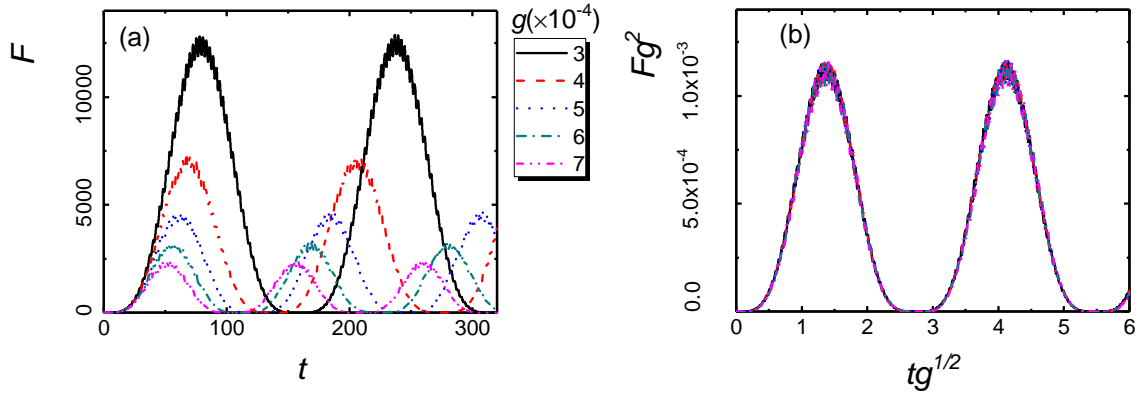 (a)
F
10000
5000
0
0 100 200 300
t
g(×10⁻⁴)
3
4
5
6
7
(b)
Fg²
1.0x10⁻³
5.0x10⁻⁴
0.0
0 1 2 3 4 5 6
tg^{1/2}